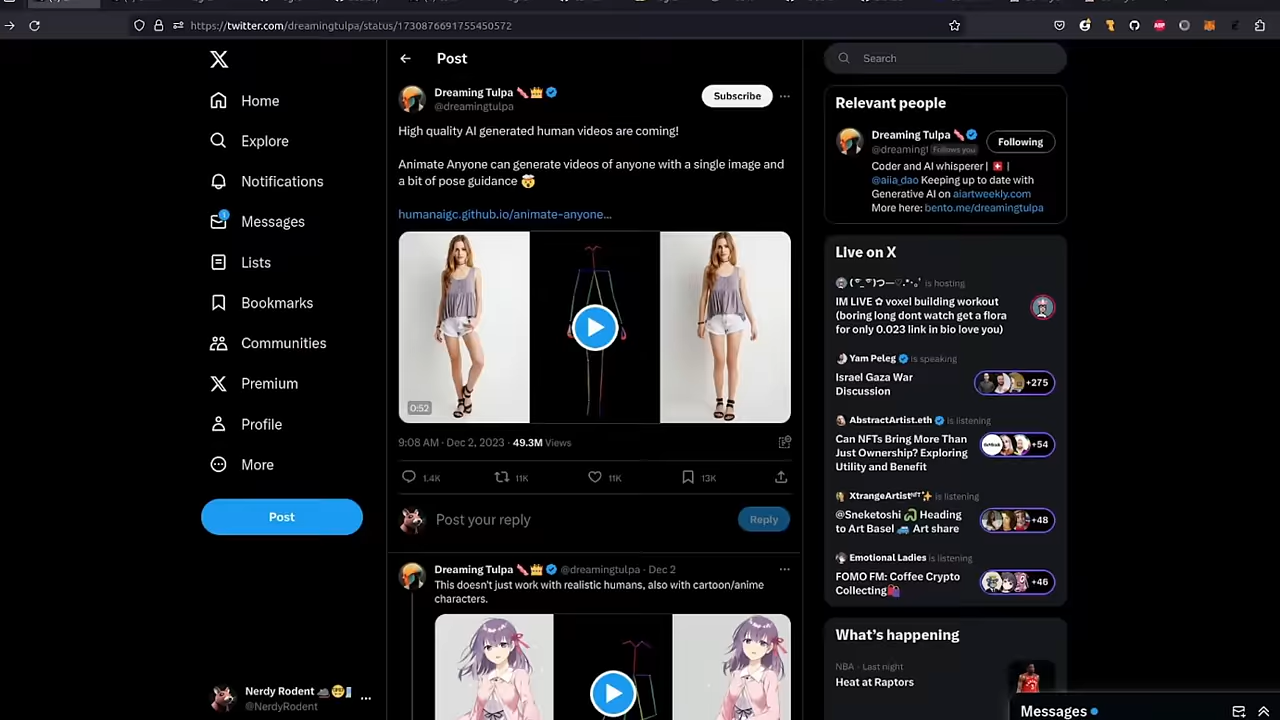 https://twitter.com/dreamingtulpa/status/1730876691755450572
Home
Explore
Notifications
1
Messages
Lists
Bookmarks
Communities
Premium
Profile
More
Post
Nerdy Rodent
@NerdyRodent
Post
Dreaming Tulpa
@dreamingtulpa
Subscribe
High quality AI generated human videos are coming!
Animate Anyone can generate videos of anyone with a single image and
a bit of pose guidance 🤯
humanaigc.github.io/animate-anyone…
0:52
9:08 AM · Dec 2, 2023 · 49.3M Views
1.4K
11K
11K
13K
Post your reply
Reply
Dreaming Tulpa @dreamingtulpa · Dec 2
This doesn't just work with realistic humans, also with cartoon/anime
characters.
Search
Relevant people
Dreaming Tulpa
@dreaming! Follows you
Following
Coder and AI whisperer | 🇨🇭 |
@aiia_dao Keeping up to date with
Generative AI on aiartweekly.com
More here: bento.me/dreamingtulpa
Live on X
is hosting
IM LIVE ✿ voxel building workout
(boring long dont watch get a flora
for only 0.023 link in bio love you)
Yam Peleg is speaking
Israel Gaza War
Discussion
+275
AbstractArtist.eth is listening
Can NFTs Bring More Than
Just Ownership? Exploring
Utility and Benefit
+54
XtrangeArtistᴺᶠᵀ✨ is listening
@Sneketoshi Heading
to Art Basel 🚙 Art share
+48
Emotional Ladies is listening
FOMO FM: Coffee Crypto
Collecting🛍️
+46
What's happening
NBA · Last night
Heat at Raptors
Messages